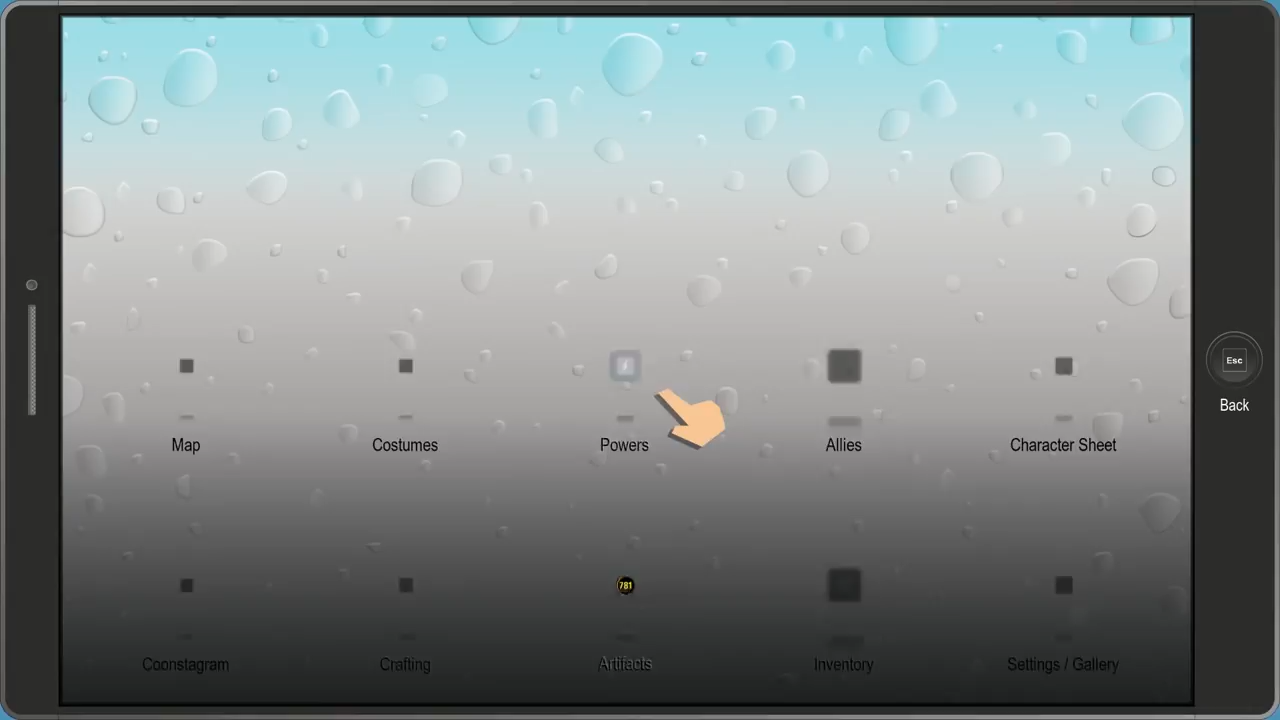 Esc
Back
Map
Costumes
Powers
Allies
Character Sheet
781
Coonstagram
Crafting
Artifacts
Inventory
Settings / Gallery